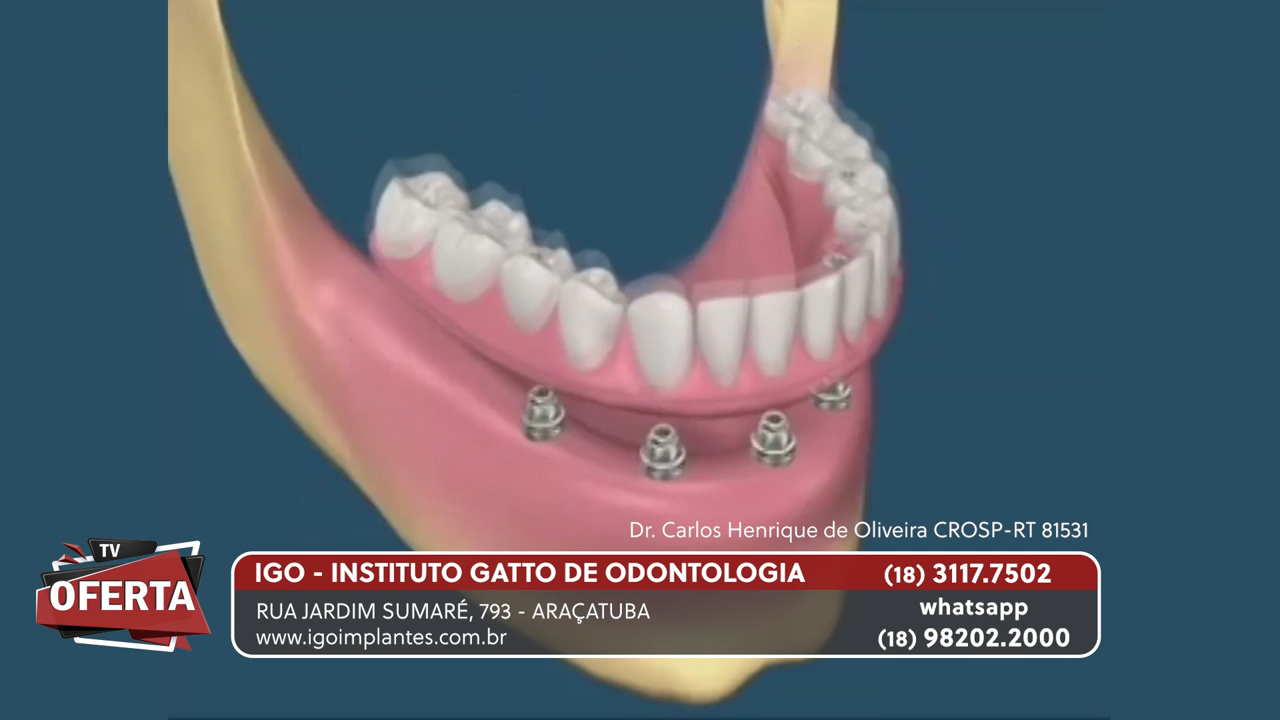 Dr. Carlos Henrique de Oliveira CROSP-RT 81531
TV
OFERTA
IGO - INSTITUTO GATTO DE ODONTOLOGIA
(18) 3117.7502
RUA JARDIM SUMARÉ, 793 - ARAÇATUBA
whatsapp
www.igoimplantes.com.br
(18) 98202.2000